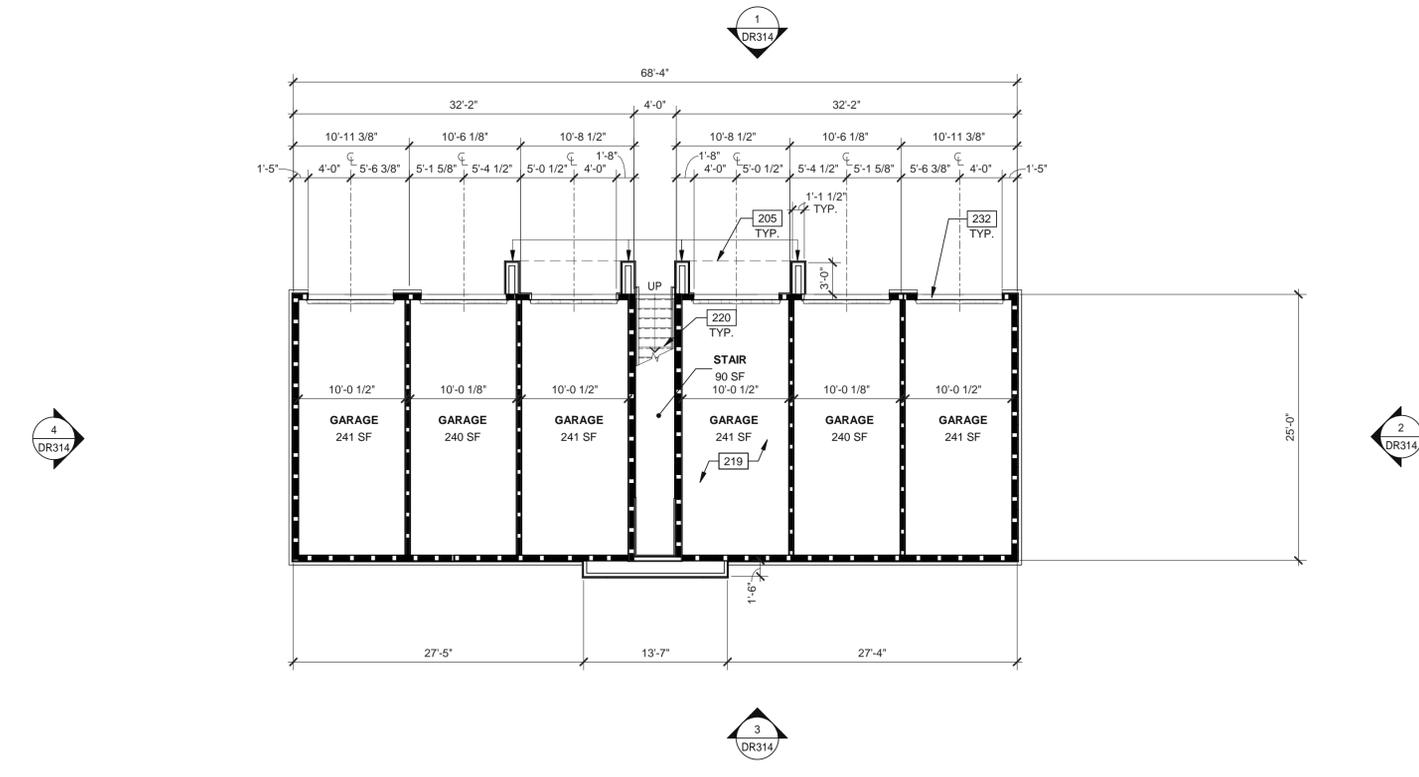 1
DR314
68'-4"
32'-2" 4'-0" 32'-2"
10'-11 3/8" 10'-6 1/8" 10'-8 1/2" 10'-8 1/2" 10'-6 1/8" 10'-11 3/8"
1'-5" 4'-0" ℄ 5'-6 3/8" 5'-1 5/8" ℄ 5'-4 1/2" 5'-0 1/2" ℄ 4'-0" 1'-8" 1'-8" 4'-0" ℄ 5'-0 1/2" 5'-4 1/2" ℄ 5'-1 5/8" 5'-6 3/8" ℄ 4'-0" 1'-5"
1'-1 1/2"
TYP.
205
TYP.
232
TYP.
3'-0"
UP
220
TYP.
STAIR
90 SF
10'-0 1/2" 10'-0 1/8" 10'-0 1/2" 10'-0 1/2" 10'-0 1/8" 10'-0 1/2"
GARAGE GARAGE GARAGE GARAGE GARAGE GARAGE
241 SF 240 SF 241 SF 241 SF 240 SF 241 SF
219
25'-0"
4
DR314
2
DR314
1'-6"
27'-5" 13'-7" 27'-4"
3
DR314